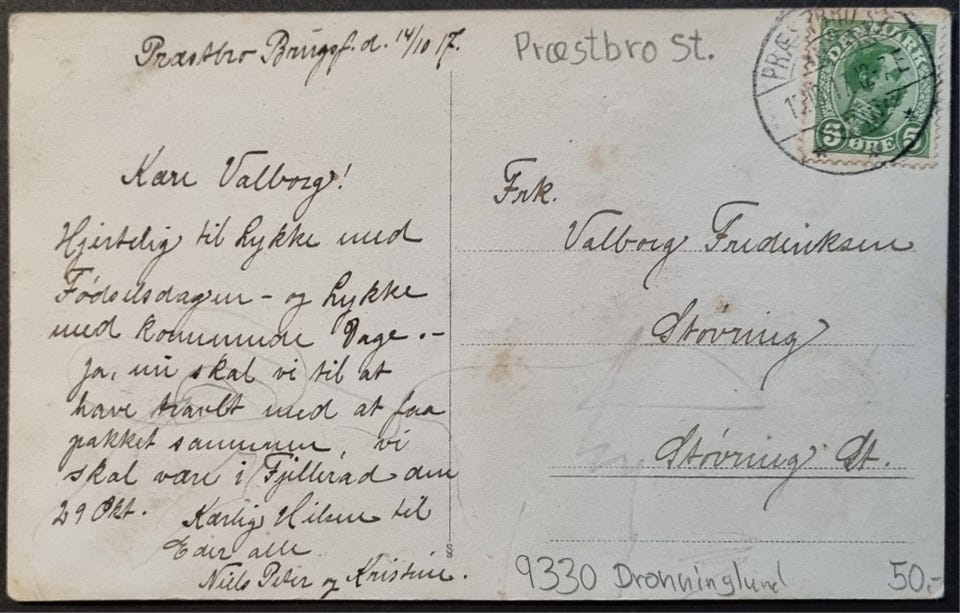 Præstbro Brugsf. d. 14/10 17.
Præstbro St.
PRÆSTBRO ST.
DANMARK
5 ØRE 5
Kære Valborg!
Hjertelig til Lykke med
Fødselsdagen - og Lykke
med kommende Dage. -
Ja, nu skal vi til at
have travlt med at faa
pakket sammen, vi
skal være i Fjellerad den
29 Okt. Kærlig Hilsen til
Eder alle.
Niels Peter og Kristine.
Frk.
Valborg Frederiksen
Støvring
Støvring St.
§
9330 Dronninglund
50,-